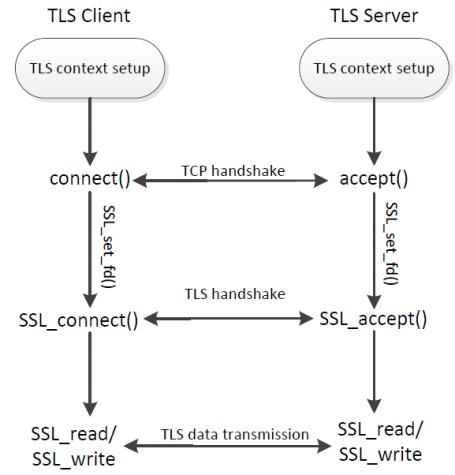 TLS Client
TLS Server
TLS context setup
TLS context setup
connect()
TCP handshake
accept()
SSL_set_fd()
SSL_set_fd()
SSL_connect()
TLS handshake
SSL_accept()
SSL_read/
SSL_write
TLS data transmission
SSL_read/
SSL_write